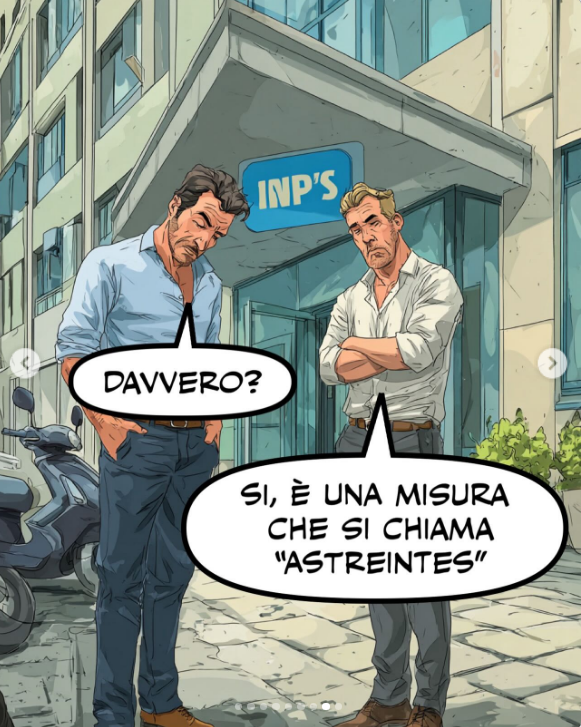 INP'S
DAVVERO?
SI, È UNA MISURA
CHE SI CHIAMA
"ASTREINTES"